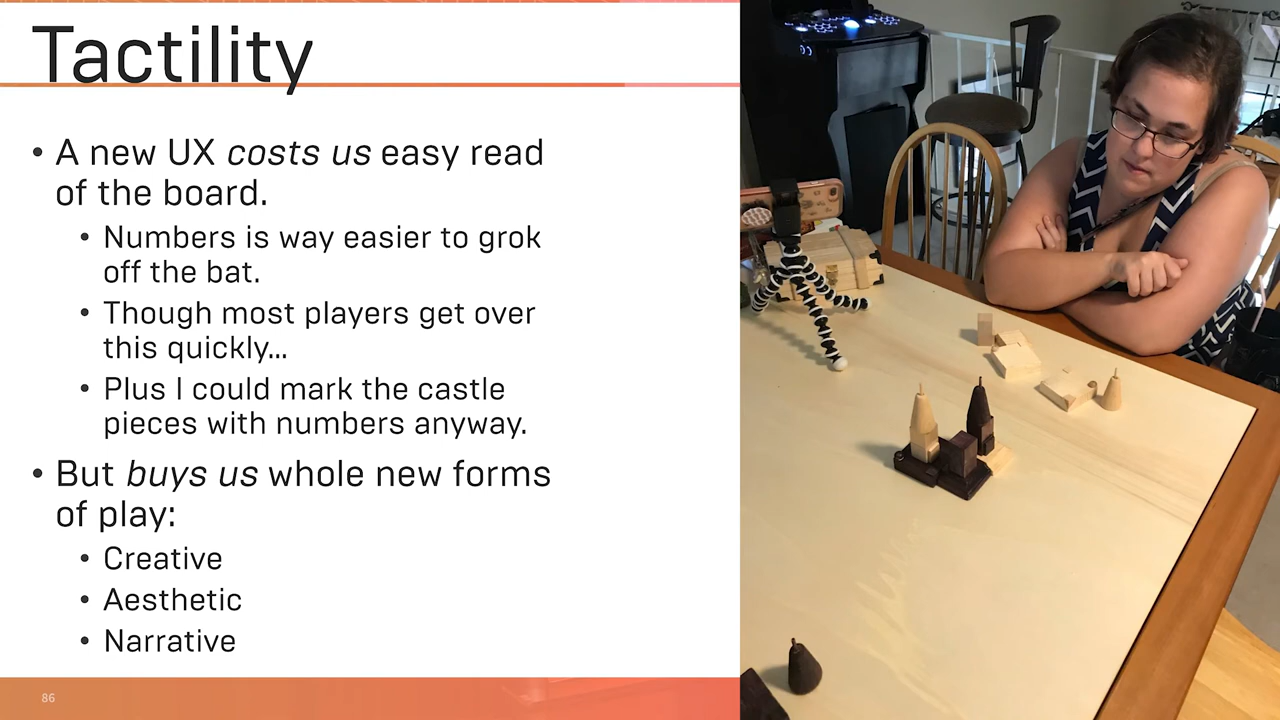 Tactility
• A new UX costs us easy read
of the board.
• Numbers is way easier to grok
off the bat.
• Though most players get over
this quickly...
• Plus I could mark the castle
pieces with numbers anyway.
• But buys us whole new forms
of play:
• Creative
• Aesthetic
• Narrative
86